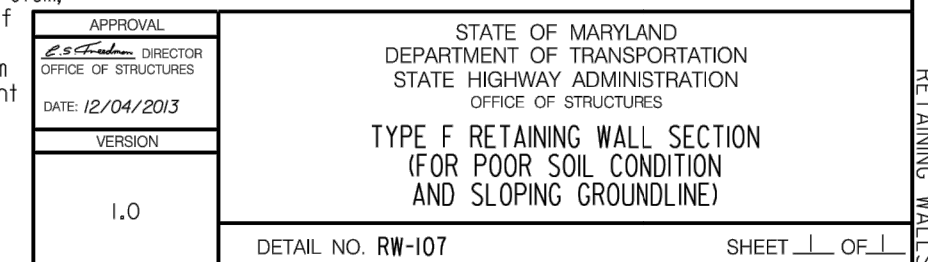 f
n
nt
APPROVAL
E.S Freedman DIRECTOR
OFFICE OF STRUCTURES
DATE: 12/04/2013
VERSION
1.0
STATE OF MARYLAND
DEPARTMENT OF TRANSPORTATION
STATE HIGHWAY ADMINISTRATION
OFFICE OF STRUCTURES
TYPE F RETAINING WALL SECTION
(FOR POOR SOIL CONDITION
AND SLOPING GROUNDLINE)
DETAIL NO. RW-107
SHEET 1 OF 1
RETAINING WALLS